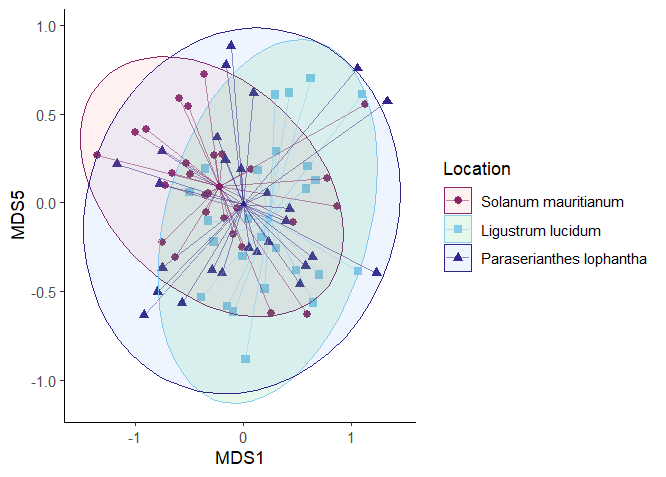 1.0
0.5
0.0
-0.5
-1.0
MDS5
-1
0
1
MDS1
Location
Solanum mauritianum
Ligustrum lucidum
Paraserianthes lophantha